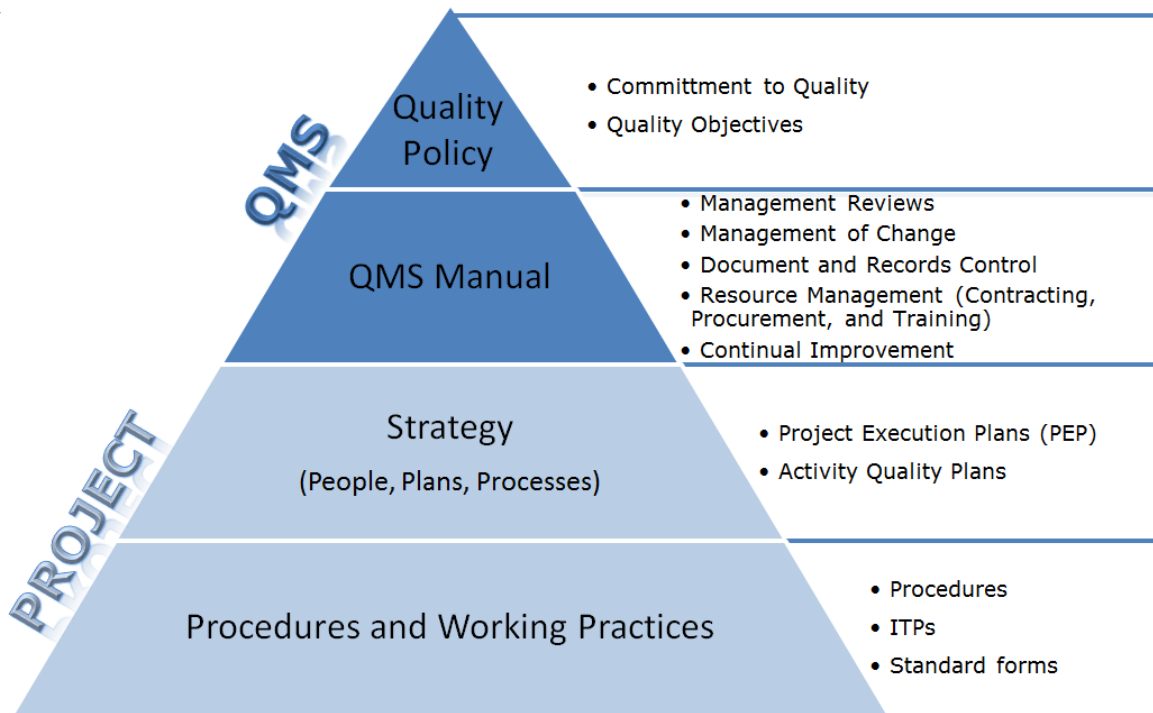 QMS
Quality
Policy
• Committment to Quality
• Quality Objectives
QMS Manual
• Management Reviews
• Management of Change
• Document and Records Control
• Resource Management (Contracting,
Procurement, and Training)
• Continual Improvement
PROJECT
Strategy
(People, Plans, Processes)
• Project Execution Plans (PEP)
• Activity Quality Plans
Procedures and Working Practices
• Procedures
• ITPs
• Standard forms